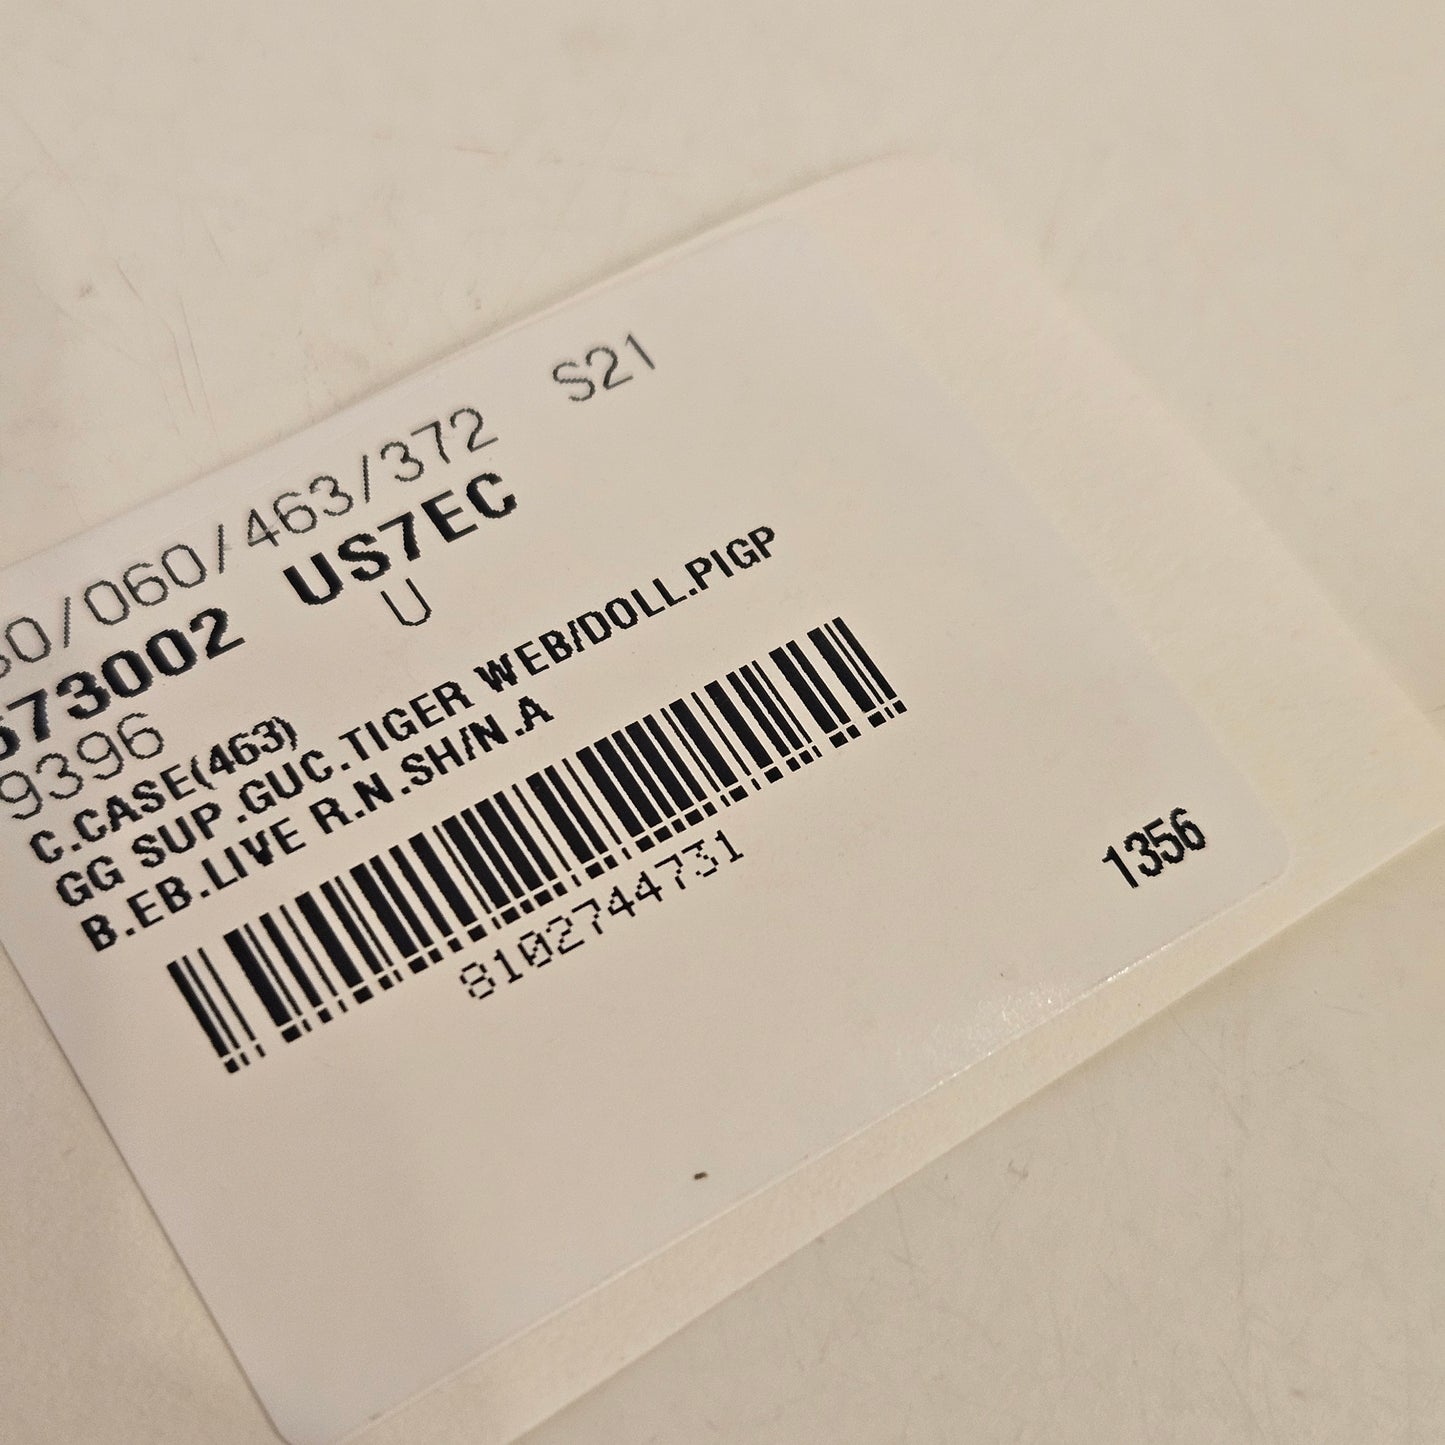 30/060/463/372 S21
573002 US7EC
9396 U
C.CASE(463)
GG SUP.GUC.TIGER WEB/DOLL.PIGP
B.EB.LIVE R.N.SH/N.A
8102744731
1356